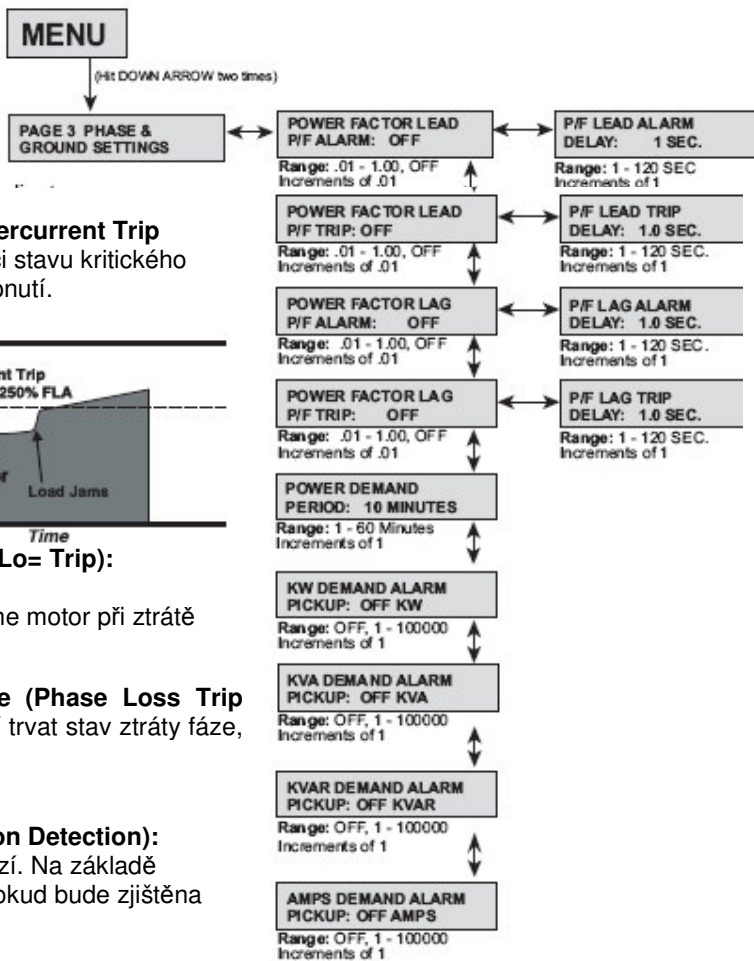 MENU
(Hit DOWN ARROW two times)
PAGE 3 PHASE &
GROUND SETTINGS
POWER FACTOR LEAD
P/F ALARM: OFF
Range: .01 - 1.00, OFF
Increments of .01
P/F LEAD ALARM
DELAY: 1 SEC.
Range: 1 - 120 SEC
Increments of 1
POWER FACTOR LEAD
P/F TRIP: OFF
Range: .01 - 1.00, OFF
Increments of .01
P/F LEAD TRIP
DELAY: 1.0 SEC.
Range: 1 - 120 SEC.
Increments of 1
POWER FACTOR LAG
P/F ALARM: OFF
Range: .01 - 1.00, OFF
Increments of .01
P/F LAG ALARM
DELAY: 1.0 SEC.
Range: 1 - 120 SEC.
Increments of 1
POWER FACTOR LAG
P/F TRIP: OFF
Range: .01 - 1.00, OFF
Increments of .01
P/F LAG TRIP
DELAY: 1.0 SEC.
Range: 1 - 120 SEC.
Increments of 1
POWER DEMAND
PERIOD: 10 MINUTES
Range: 1 - 60 Minutes
Increments of 1
KW DEMAND ALARM
PICKUP: OFF KW
Range: OFF, 1 - 100000
Increments of 1
KVA DEMAND ALARM
PICKUP: OFF KVA
Range: OFF, 1 - 100000
Increments of 1
KVAR DEMAND ALARM
PICKUP: OFF KVAR
Range: OFF, 1 - 100000
Increments of 1
AMPS DEMAND ALARM
PICKUP: OFF AMPS
Range: OFF, 1 - 100000
Increments of 1
ercurrent Trip
i stavu kritického
onutí.
nt Trip
250% FLA
or
Load Jams
Time
Lo= Trip):
ne motor při ztrátě
e (Phase Loss Trip
í trvat stav ztráty fáze,
on Detection):
zí. Na základě
okud bude zjištěna